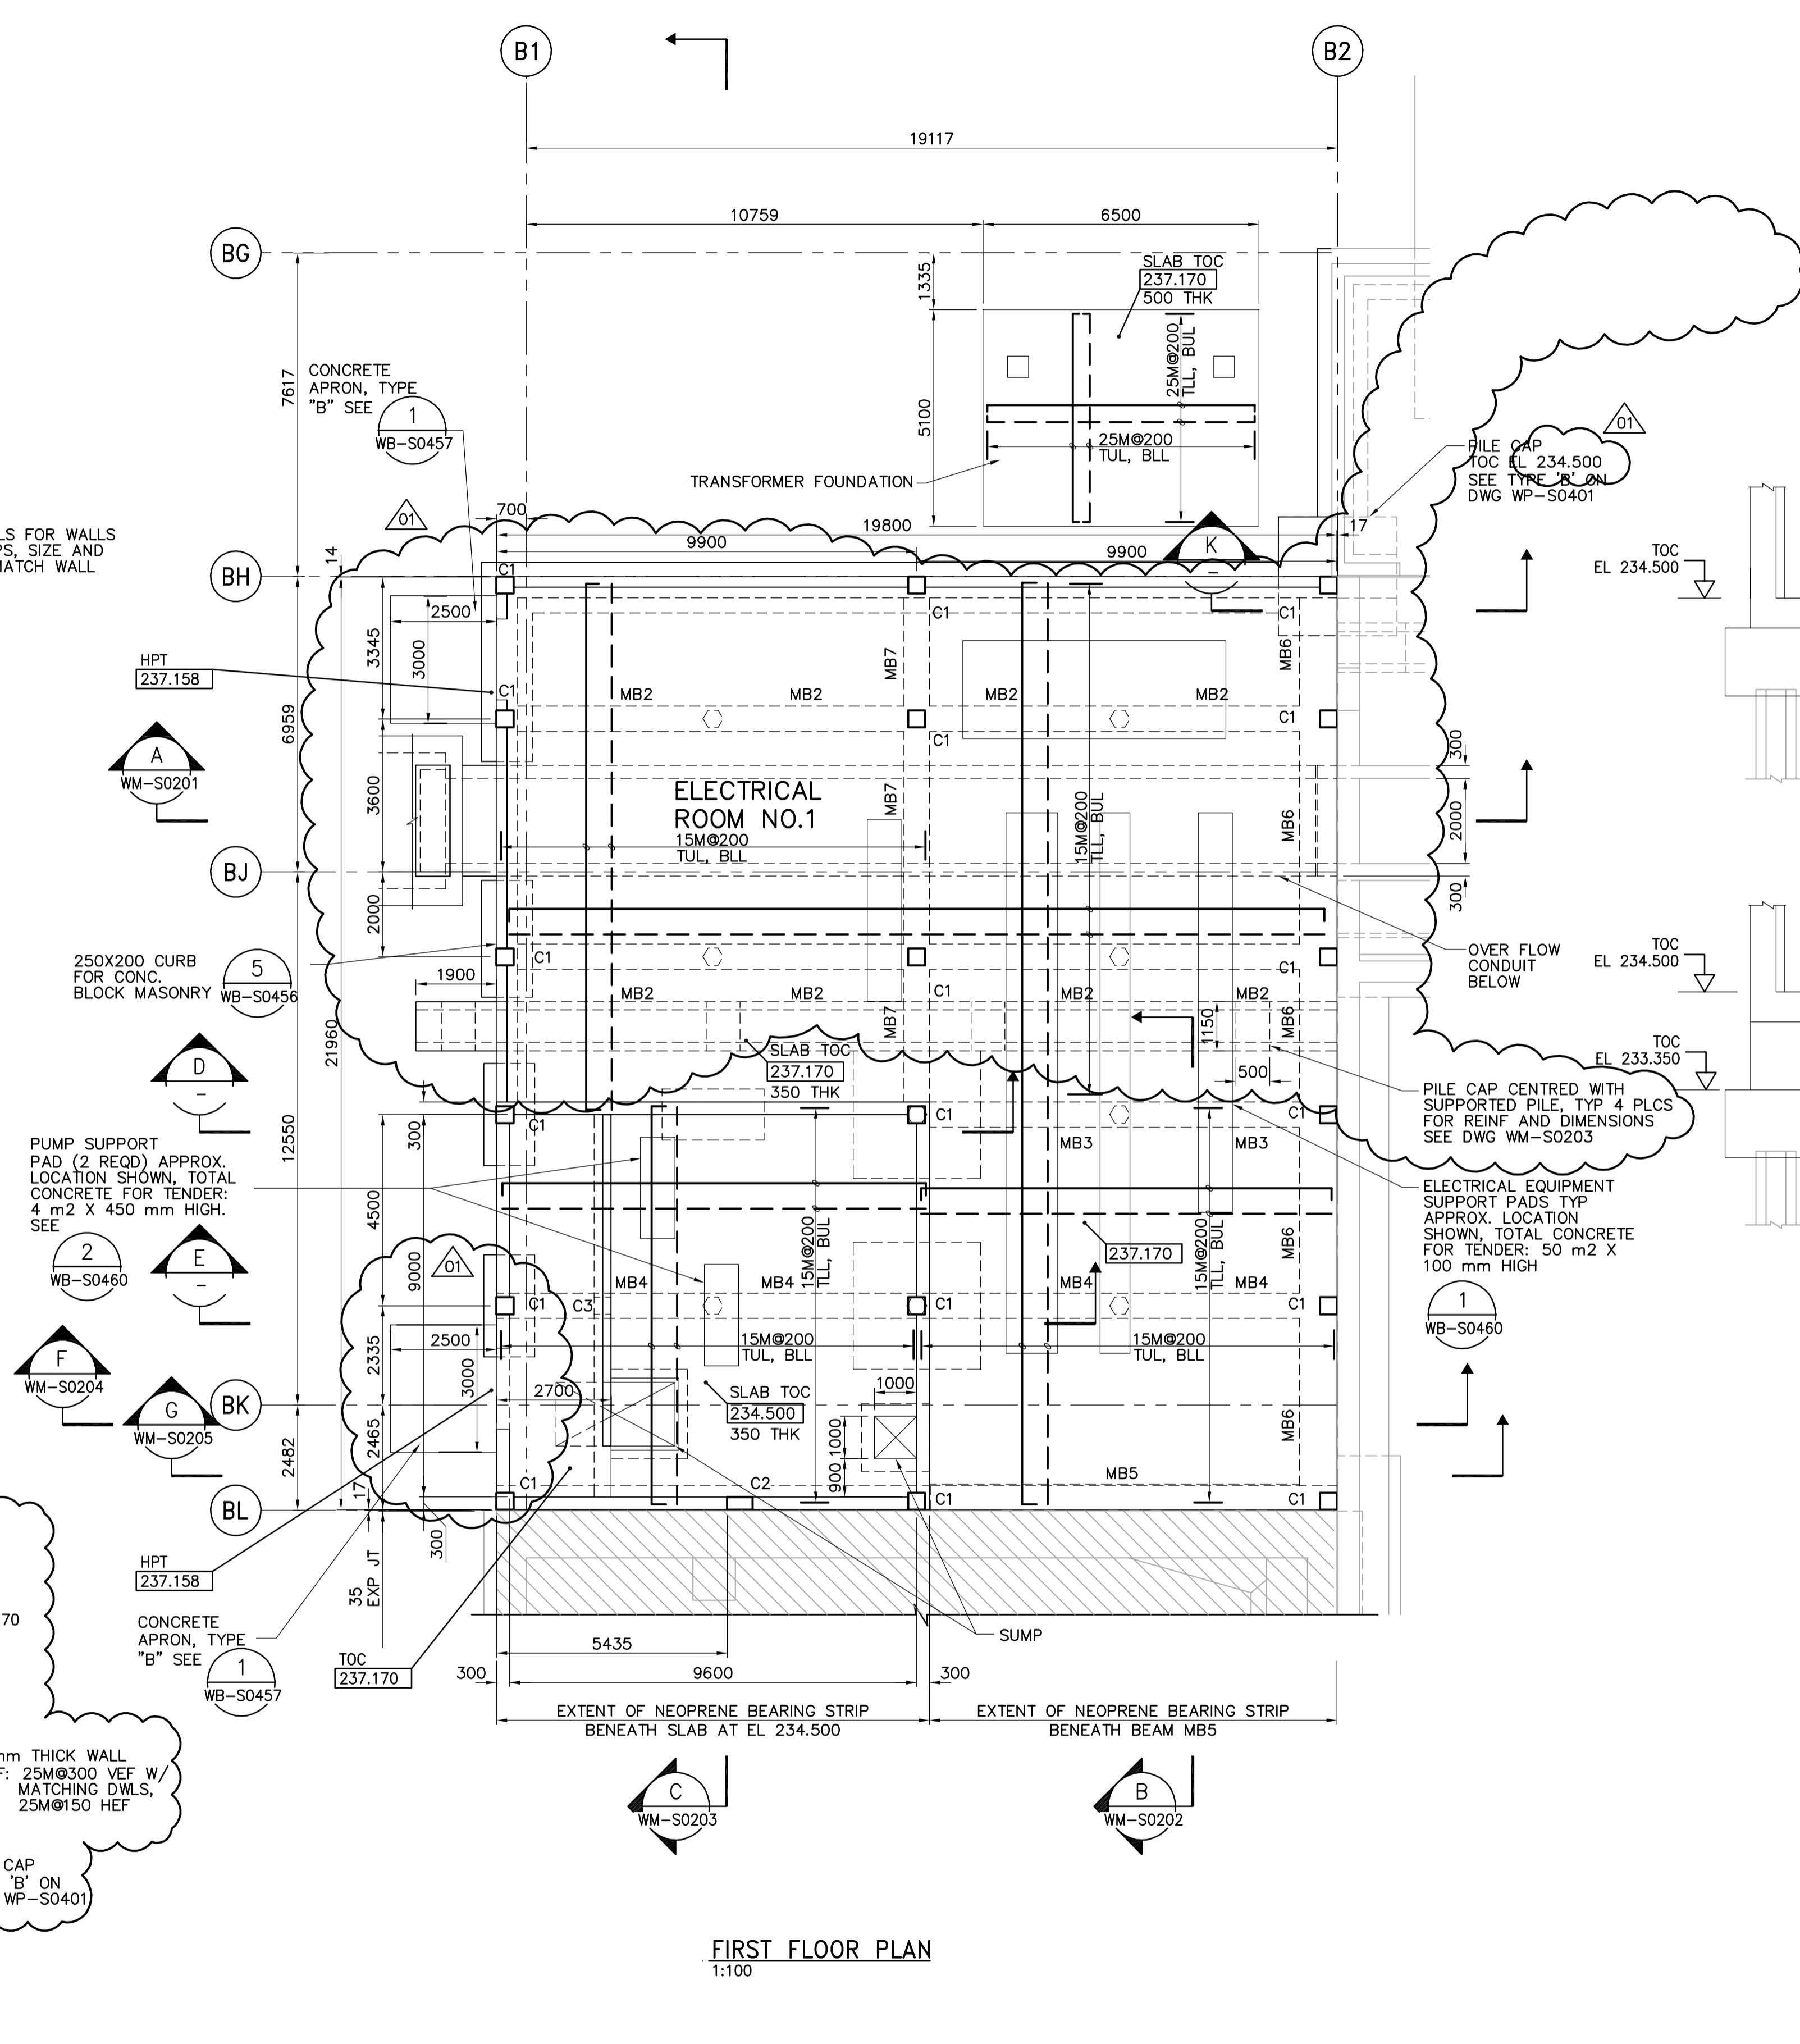 B1
B2
19117
10759
6500
BG
1335
SLAB TOC
237.170
500 THK
25M@200
TLL, BUL
7617
CONCRETE
APRON, TYPE
"B" SEE
1
WB-S0457
5100
25M@200
TUL, BLL
TRANSFORMER FOUNDATION
01
PILE CAP
TOC EL 234.500
SEE TYPE 'B' ON
DWG WP-S0401
01
700
19800
17
9900
9900
K
-
LS FOR WALLS
PS, SIZE AND
MATCH WALL
14
TOC
EL 234.500
BH
C1
2500
3345
3000
C1
C1
MB7
MB6
HPT
237.158
C1
MB2
MB2
MB2
MB2
C1
C1
6959
A
WM-S0201
300
ELECTRICAL
ROOM NO.1
MB7
3600
15M@200
TUL, BLL
15M@200
TLL, BUL
MB6
2000
BJ
300
2000
250X200 CURB
FOR CONC.
BLOCK MASONRY
5
WB-S0456
C1
C1
OVER FLOW
CONDUIT
BELOW
TOC
EL 234.500
1900
MB2
MB2
C1
MB2
MB2
MB7
1150
MB6
21960
D
-
SLAB TOC
237.170
350 THK
500
TOC
EL 233.350
PILE CAP CENTRED WITH
SUPPORTED PILE, TYP 4 PLCS
FOR REINF AND DIMENSIONS
SEE DWG WM-S0203
12550
300
C1
C1
C1
MB3
MB3
PUMP SUPPORT
PAD (2 REQD) APPROX.
LOCATION SHOWN, TOTAL
CONCRETE FOR TENDER:
4 m2 X 450 mm HIGH.
SEE
2
WB-S0460
E
-
4500
ELECTRICAL EQUIPMENT
SUPPORT PADS TYP
APPROX. LOCATION
SHOWN, TOTAL CONCRETE
FOR TENDER: 50 m2 X
100 mm HIGH
1
WB-S0460
01
9000
15M@200
TLL, BUL
237.170
15M@200
TLL, BUL
MB6
MB4
MB4
MB4
MB4
C1
C3
C1
C1
F
WM-S0204
2335
2500
3000
15M@200
TUL, BLL
15M@200
TUL, BLL
G
WM-S0205
BK
2700
SLAB TOC
234.500
350 THK
1000
1000
2465
2482
MB6
900
MB5
C1
C2
C1
C1
17
BL
300
35
EXP JT
HPT
237.158
CONCRETE
APRON, TYPE
"B" SEE
1
WB-S0457
70
TOC
237.170
SUMP
5435
300
9600
300
EXTENT OF NEOPRENE BEARING STRIP
BENEATH SLAB AT EL 234.500
EXTENT OF NEOPRENE BEARING STRIP
BENEATH BEAM MB5
mm THICK WALL
F: 25M@300 VEF W/
MATCHING DWLS,
25M@150 HEF
C
WM-S0203
B
WM-S0202
CAP
'B' ON
WP-S0401
FIRST FLOOR PLAN
1:100